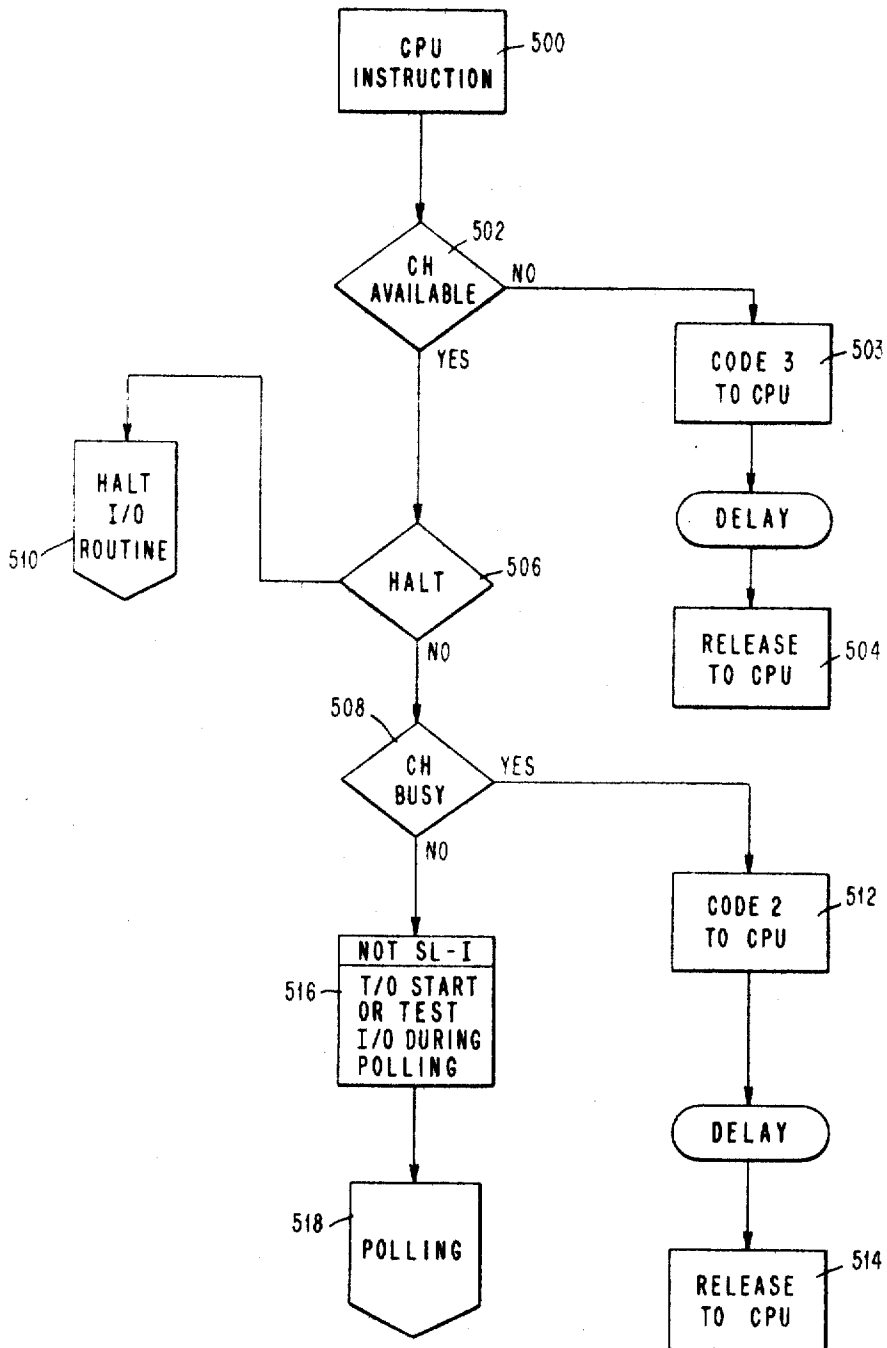 CPU
INSTRUCTION
500
502
CH
AVAILABLE
NO
YES
CODE 3
TO CPU
503
HALT
I/O
ROUTINE
510
DELAY
HALT
506
NO
RELEASE
TO CPU
504
508
CH
BUSY
YES
NO
CODE 2
TO CPU
512
NOT SL-I
516
T/O START
OR TEST
I/O DURING
POLLING
DELAY
518
POLLING
RELEASE
TO CPU
514